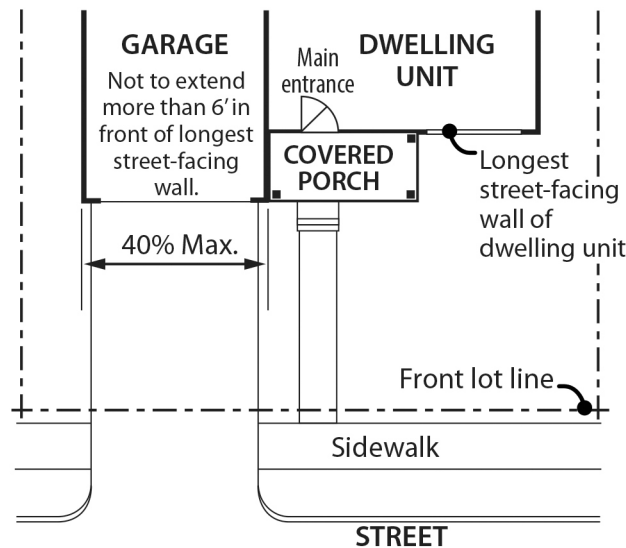 GARAGE
Not to extend
more than 6' in
front of longest
street-facing
wall.
Main
entrance
DWELLING
UNIT
COVERED
PORCH
Longest
street-facing
wall of
dwelling unit
40% Max.
Front lot line
Sidewalk
STREET